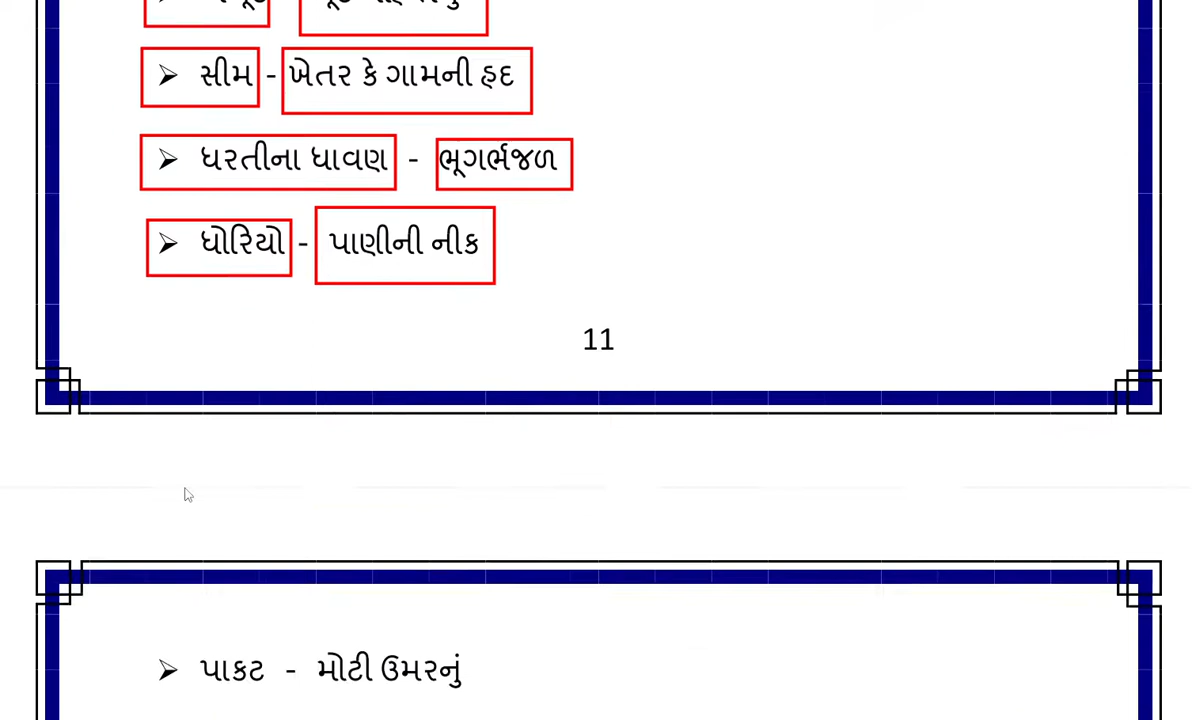 ➢ સીમ - ખેતર કે ગામની હદ
➢ ધરતીના ધાવણ - ભૂગર્ભજળ
➢ ધોરિયો - પાણીની નીક
11
➢ પાકટ - મોટી ઉંમરનું